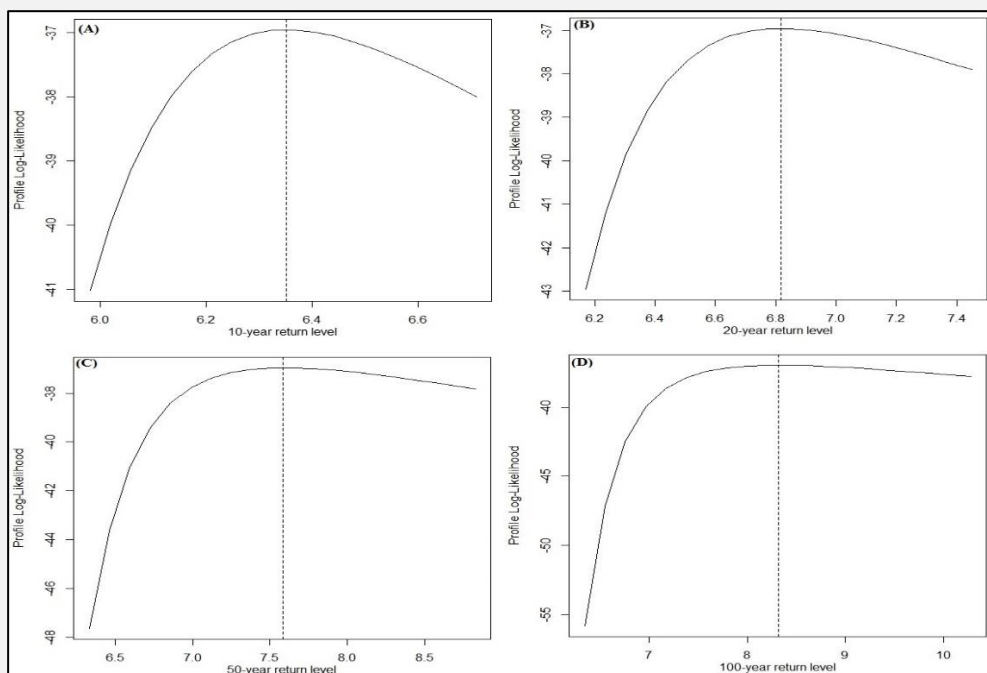 (A)
Profile Log-Likelihood
-37
-38
-39
-40
-41
6.0 6.2 6.4 6.6
10-year return level
(B)
Profile Log-Likelihood
-37
-38
-39
-40
-41
-42
-43
6.2 6.4 6.6 6.8 7.0 7.2 7.4
20-year return level
(C)
Profile Log-Likelihood
-38
-40
-42
-44
-46
-48
6.5 7.0 7.5 8.0 8.5
50-year return level
(D)
Profile Log-Likelihood
-40
-45
-50
-55
7 8 9 10
100-year return level